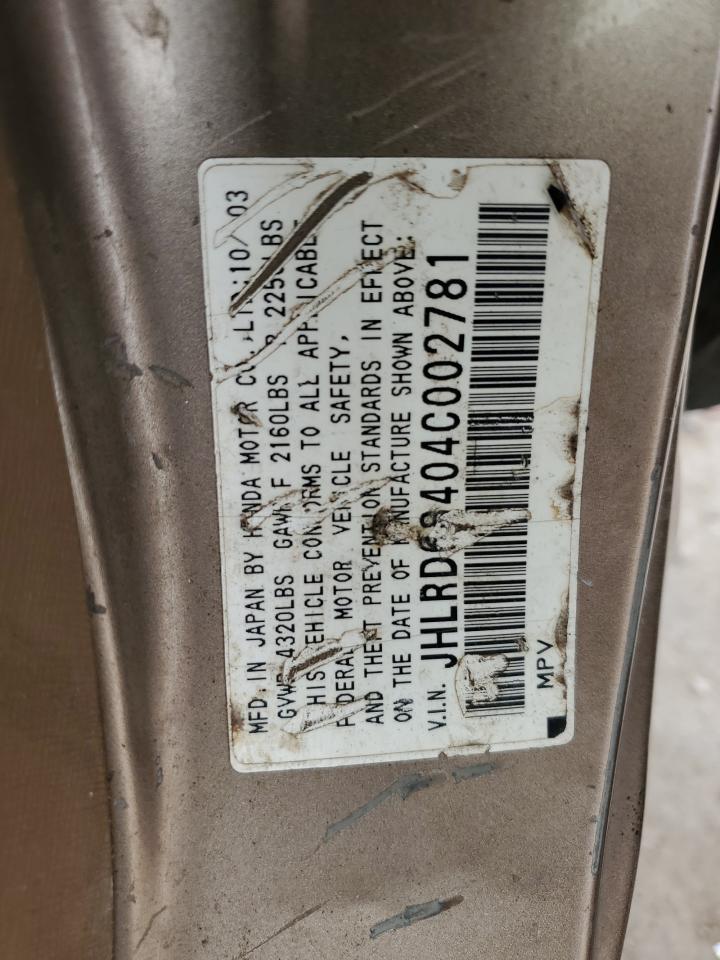 MFD. IN JAPAN BY HONDA MOTOR CO.,LTD:10/ 03
GVWR 4320LBS GAWR F 2160LBS R 2250LBS
THIS VEHICLE CONFORMS TO ALL APPLICABLE
FEDERAL MOTOR VEHICLE SAFETY,
AND THEFT PREVENTION STANDARDS IN EFFECT
ON THE DATE OF MANUFACTURE SHOWN ABOVE:
V.I.N. JHLRD68404C002781
MPV